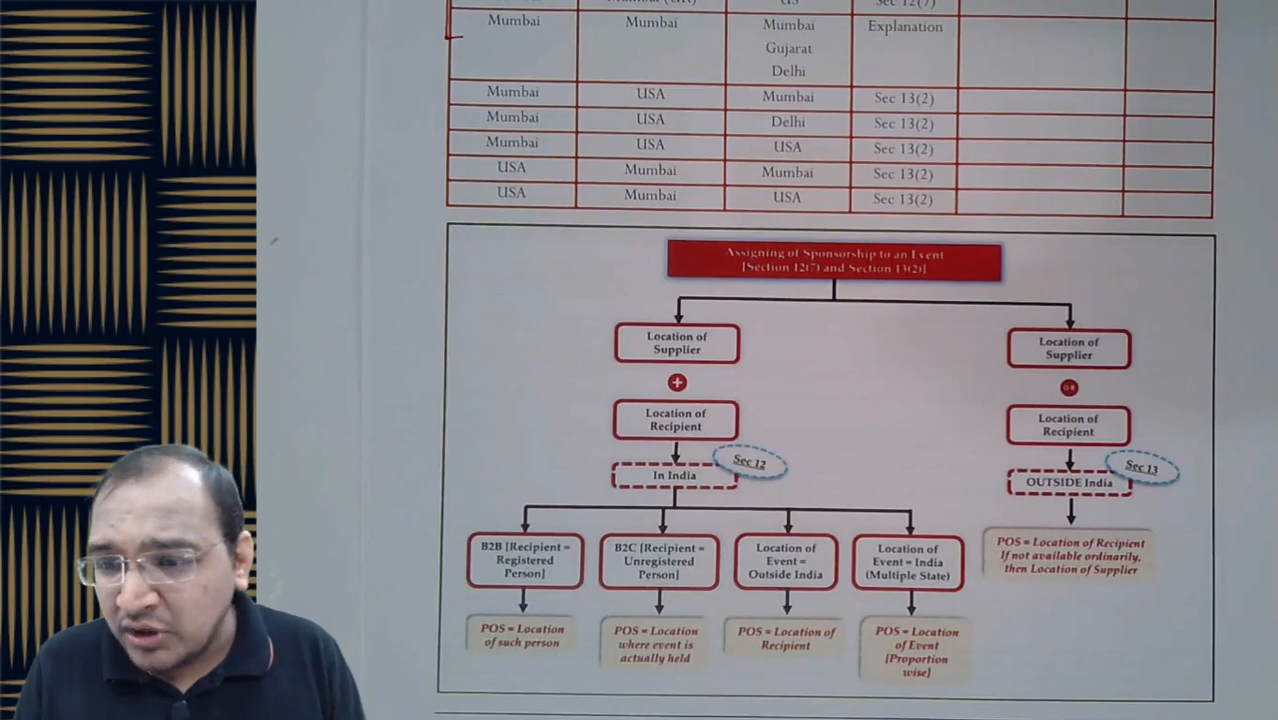 Mumbai Mumbai Mumbai Explanation
Gujarat
Delhi
Mumbai USA Mumbai Sec 13(2)
Mumbai USA Delhi Sec 13(2)
Mumbai USA USA Sec 13(2)
USA Mumbai Mumbai Sec 13(2)
USA Mumbai USA Sec 13(2)
Assigning of Sponsorship to an Event
[Section 12(7) and Section 13(2)]
Location of
Supplier
+
Location of
Recipient
Sec 12
In India
Location of
Supplier
OR
Location of
Recipient
Sec 13
OUTSIDE India
POS = Location of Recipient
If not available ordinarily,
then Location of Supplier
B2B [Recipient =
Registered
Person]
POS = Location
of such person
B2C [Recipient =
Unregistered
Person]
POS = Location
where event is
actually held
Location of
Event =
Outside India
POS = Location of
Recipient
Location of
Event = India
(Multiple State)
POS = Location
of Event
[Proportion
wise]